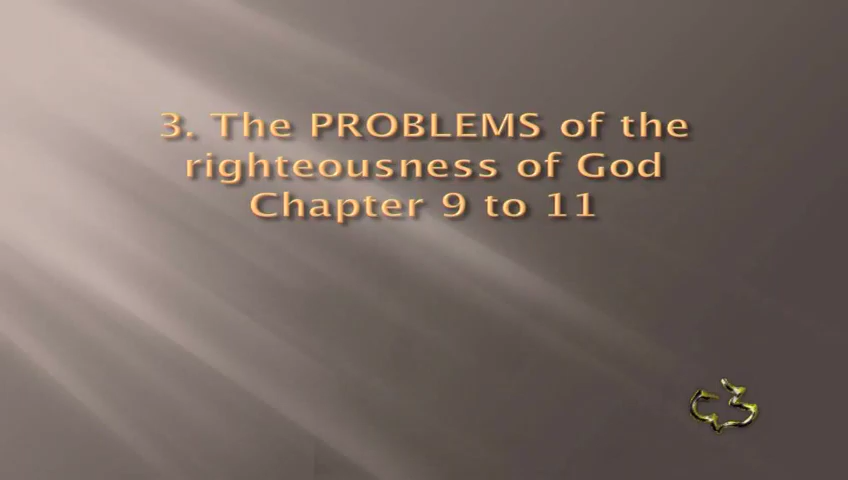 3. The PROBLEMS of the
righteousness of God
Chapter 9 to 11